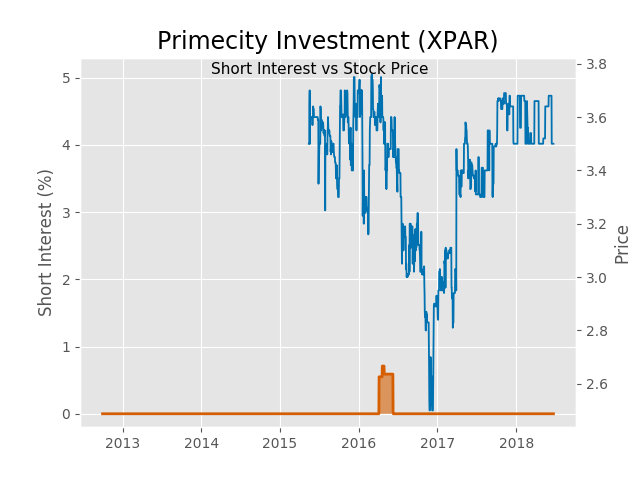 Primecity Investment (XPAR)
Short Interest vs Stock Price
Short Interest (%)
5
4
3
2
1
0
3.8
3.6
3.4
3.2
3.0
2.8
2.6
Price
2013 2014 2015 2016 2017 2018